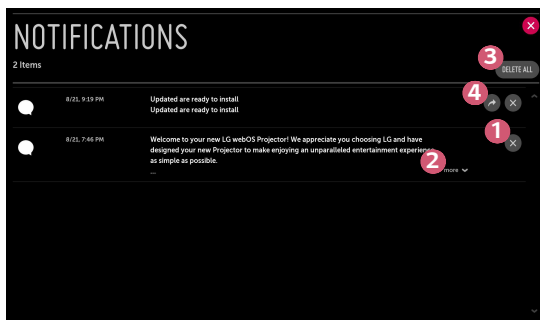 NOTIFICATIONS
2 Items
3
DELETE ALL
4
8/21, 9:19 PM
Updated are ready to install
Updated are ready to install
1
8/21, 7:46 PM
Welcome to your new LG webOS Projector! We appreciate you choosing LG and have
designed your new Projector to make enjoying an unparalleled entertainment experience
as simple as possible.
...
2
more